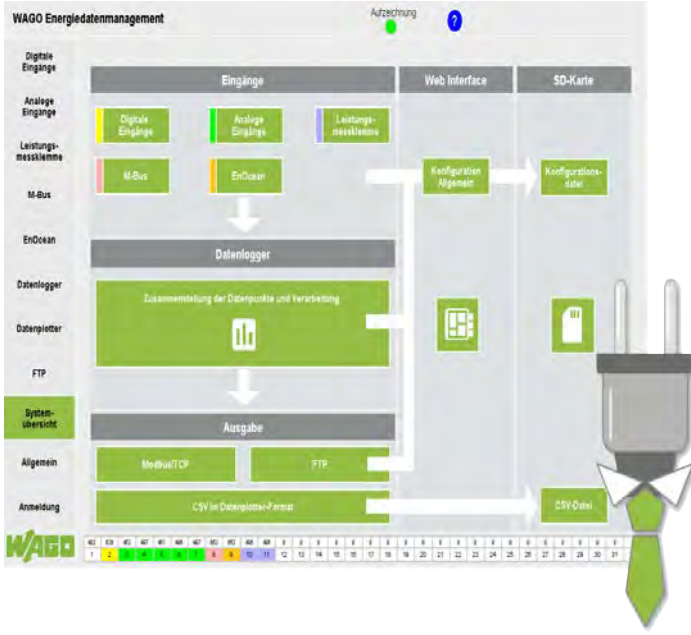 WAGO Energiedatenmanagement
Aufzeichnung
?
Digitale
Eingänge
Analoge
Eingänge
Leistungs-
messklemme
M-Bus
EnOcean
Datenlogger
Datenplotter
FTP
System-
übersicht
Allgemein
Anmeldung
Eingänge
Web Interface
SD-Karte
Digitale
Eingänge
Analoge
Eingänge
Leistungs-
messklemme
M-Bus
EnOcean
Konfiguration
Allgemein
Konfigurations-
datei
Datenlogger
Zusammenstellung der Datenpunkte und Verarbeitung
Ausgabe
Modbus/TCP
FTP
CSV im Datenplotter-Format
CSV-Datei
WAGO
1 2 3 4 5 6 7 8 9 10 11 12 13 14 15 16 17 18 19 20 21 22 23 24 25 26 27 28 29 30 31